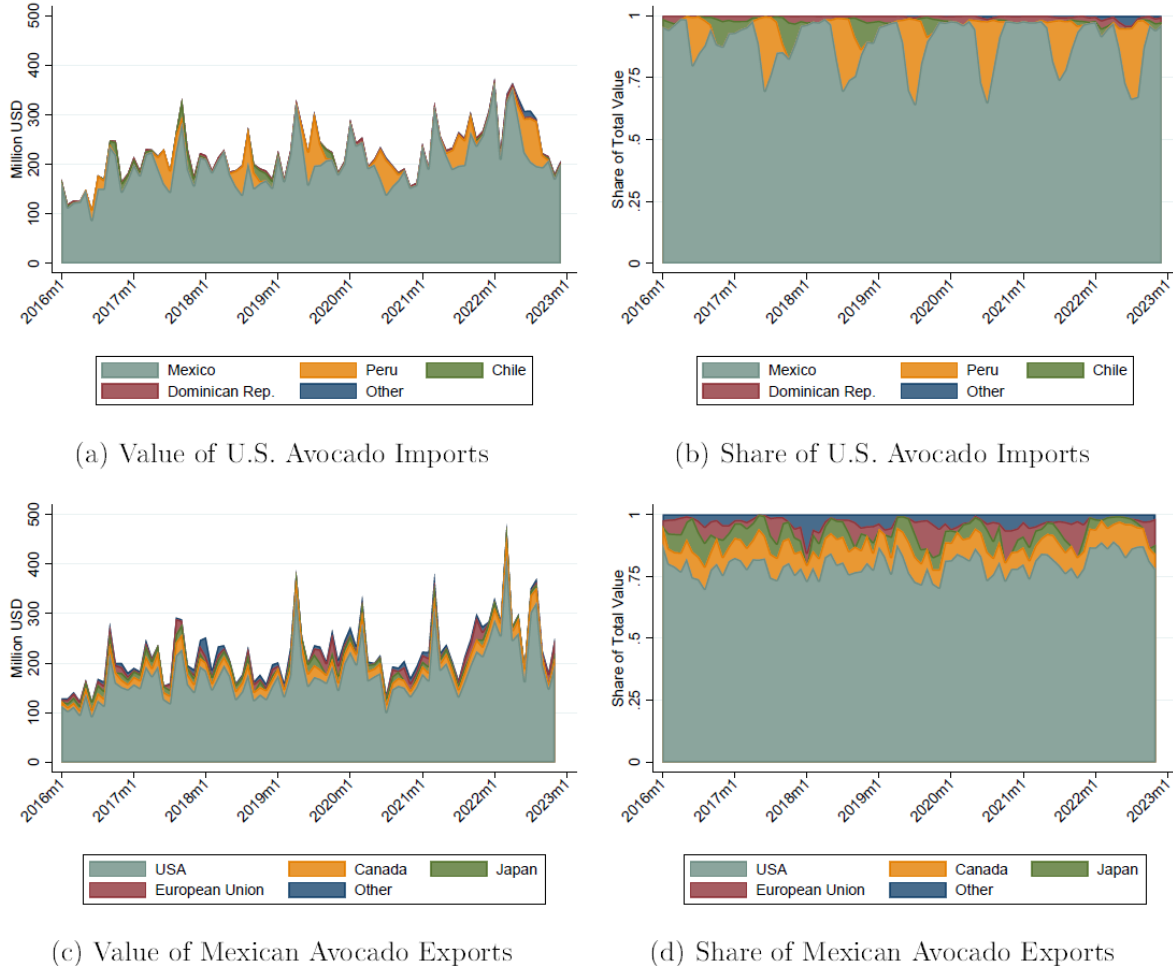 Million USD
500
400
300
200
100
0
2016m1
2017m1
2018m1
2019m1
2020m1
2021m1
2022m1
2023m1
Mexico Peru Chile
Dominican Rep. Other
(a) Value of U.S. Avocado Imports
Share of Total Value
1
.75
.5
.25
0
2016m1
2017m1
2018m1
2019m1
2020m1
2021m1
2022m1
2023m1
Mexico Peru Chile
Dominican Rep. Other
(b) Share of U.S. Avocado Imports
Million USD
500
400
300
200
100
0
2016m1
2017m1
2018m1
2019m1
2020m1
2021m1
2022m1
2023m1
USA Canada Japan
European Union Other
(c) Value of Mexican Avocado Exports
Share of Total Value
1
.75
.5
.25
0
2016m1
2017m1
2018m1
2019m1
2020m1
2021m1
2022m1
2023m1
USA Canada Japan
European Union Other
(d) Share of Mexican Avocado Exports